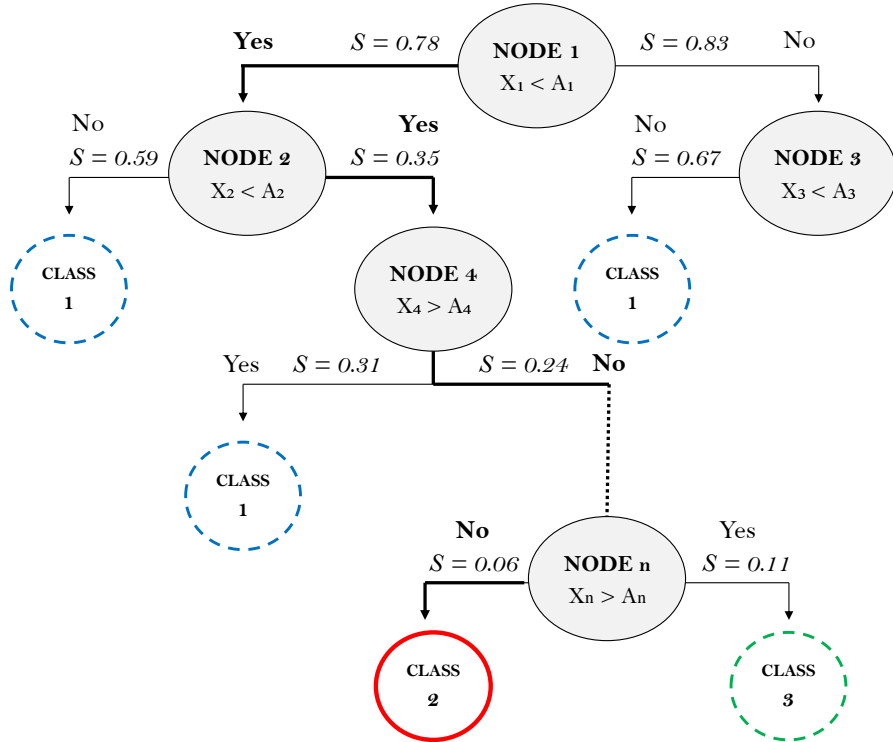 Yes
S = 0.78
NODE 1
X₁ < A₁
S = 0.83
No
No
S = 0.59
NODE 2
X₂ < A₂
Yes
S = 0.35
No
S = 0.67
NODE 3
X₃ < A₃
CLASS
1
NODE 4
X₄ > A₄
CLASS
1
Yes
S = 0.31
S = 0.24
No
CLASS
1
No
S = 0.06
NODE n
Xn > An
Yes
S = 0.11
CLASS
2
CLASS
3